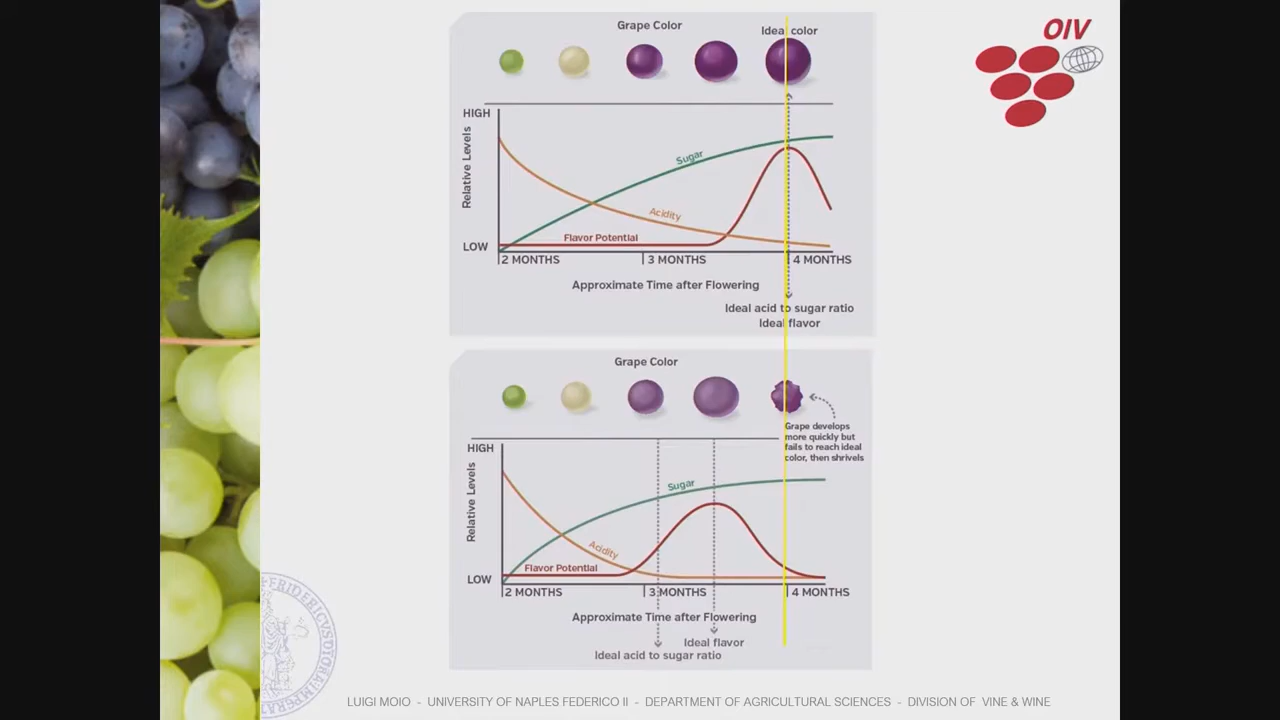 OIV
Grape Color
Ideal color
HIGH
Relative Levels
Sugar
Acidity
Flavor Potential
LOW
2 MONTHS
3 MONTHS
4 MONTHS
Approximate Time after Flowering
Ideal acid to sugar ratio
Ideal flavor
Grape Color
Grape develops
more quickly but
fails to reach ideal
color, then shrivels
HIGH
Relative Levels
Sugar
Acidity
Flavor Potential
LOW
2 MONTHS
3 MONTHS
4 MONTHS
Approximate Time after Flowering
Ideal flavor
Ideal acid to sugar ratio
LUIGI MOIO - UNIVERSITY OF NAPLES FEDERICO II - DEPARTMENT OF AGRICULTURAL SCIENCES - DIVISION OF VINE & WINE